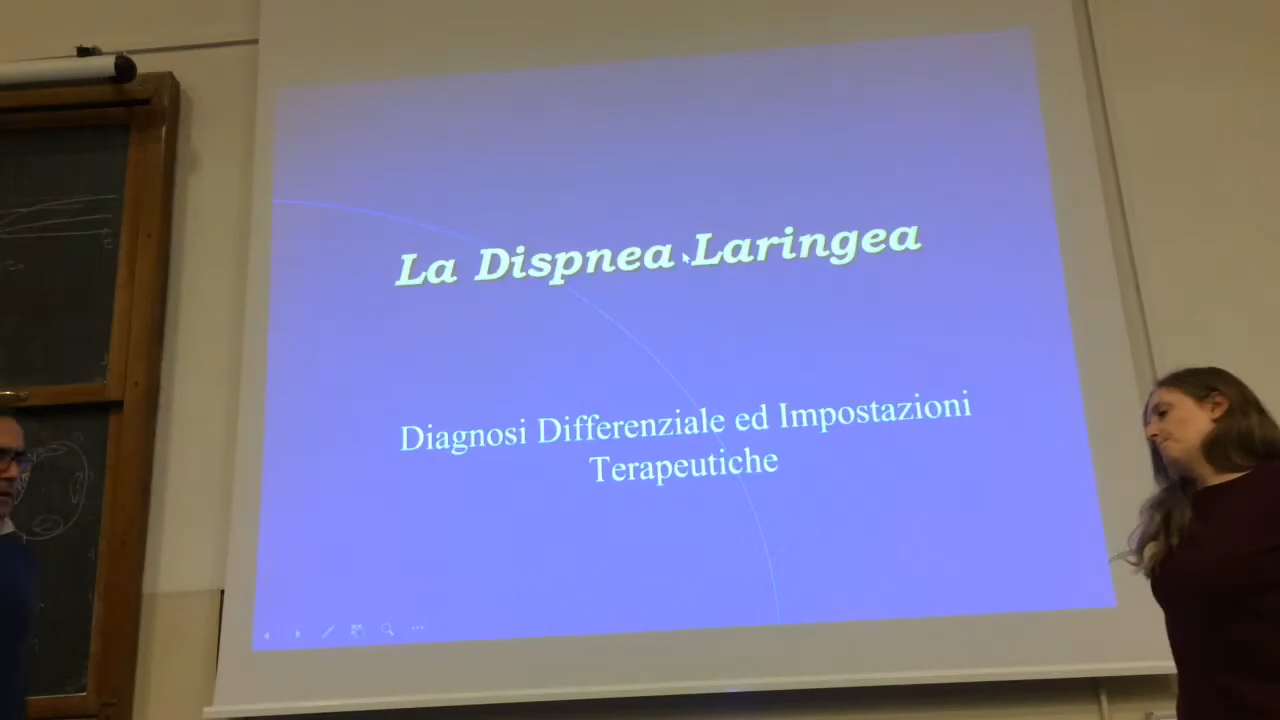 La Dispnea Laringea
Diagnosi Differenziale ed Impostazioni
Terapeutiche